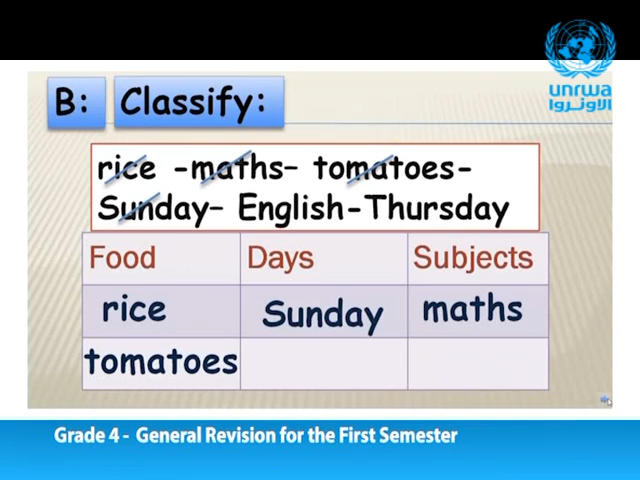 unrwa
الاونروا
B: Classify:
rice -maths- tomatoes-
Sunday- English-Thursday
Food Days Subjects
rice Sunday maths
tomatoes
Grade 4 - General Revision for the First Semester